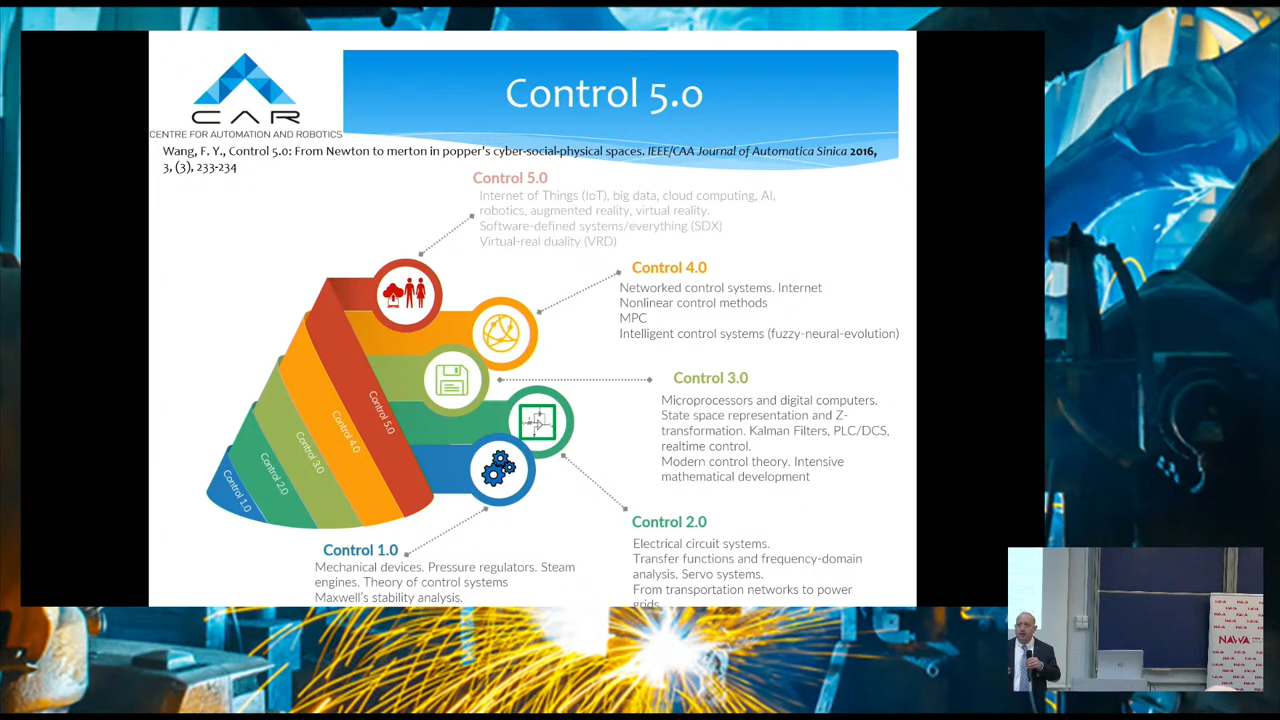 CAR
CENTRE FOR AUTOMATION AND ROBOTICS
Control 5.0
Wang, F. Y., Control 5.0: From Newton to merton in popper's cyber-social-physical spaces. IEEE/CAA Journal of Automatica Sinica 2016,
3, (3), 233-234
Control 5.0
Internet of Things (IoT), big data, cloud computing, AI,
robotics, augmented reality, virtual reality.
Software-defined systems/everything (SDX)
Virtual-real duality (VRD)
Control 4.0
Networked control systems. Internet
Nonlinear control methods
MPC
Intelligent control systems (fuzzy-neural-evolution)
Control 3.0
Microprocessors and digital computers.
State space representation and Z-
transformation. Kalman Filters, PLC/DCS,
realtime control.
Modern control theory. Intensive
mathematical development
Control 2.0
Electrical circuit systems.
Transfer functions and frequency-domain
analysis. Servo systems.
From transportation networks to power
grids.
Control 1.0
Mechanical devices. Pressure regulators. Steam
engines. Theory of control systems
Maxwell's stability analysis.
Control 1.0
Control 2.0
Control 3.0
Control 4.0
Control 5.0
NAWA